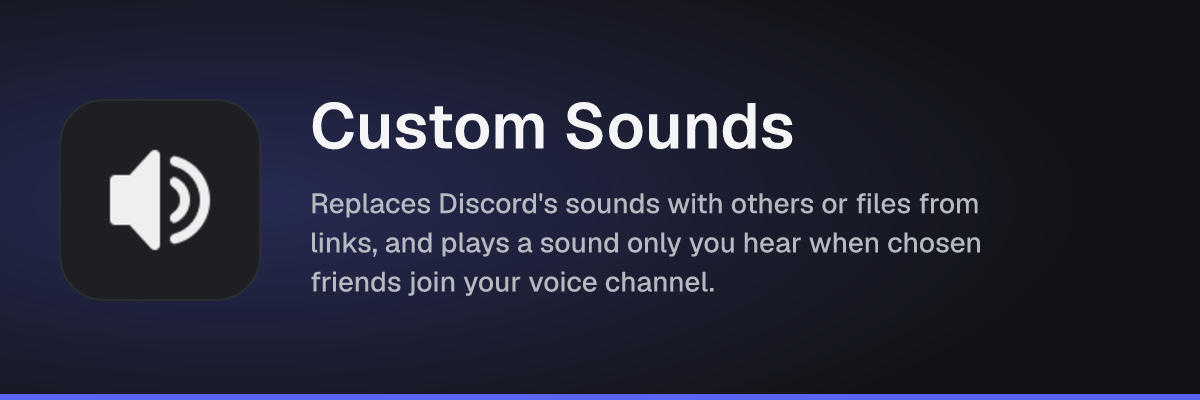 Custom Sounds
Replaces Discord's sounds with others or files from
links, and plays a sound only you hear when chosen
friends join your voice channel.